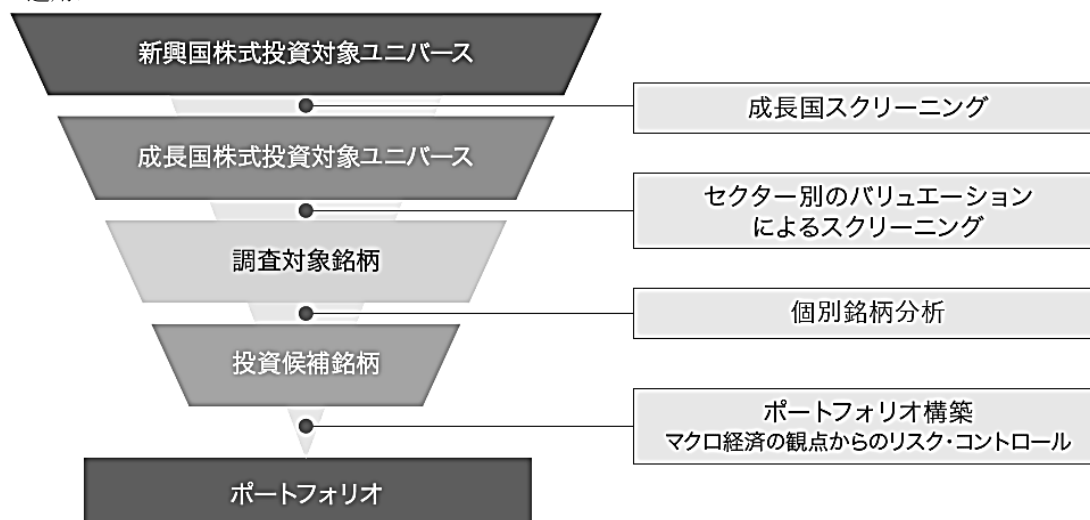 新興国株式投資対象ユニバース
成長国スクリーニング
成長国株式投資対象ユニバース
セクター別のバリュエーション
によるスクリーニング
調査対象銘柄
個別銘柄分析
投資候補銘柄
ポートフォリオ構築
マクロ経済の観点からのリスク・コントロール
ポートフォリオ